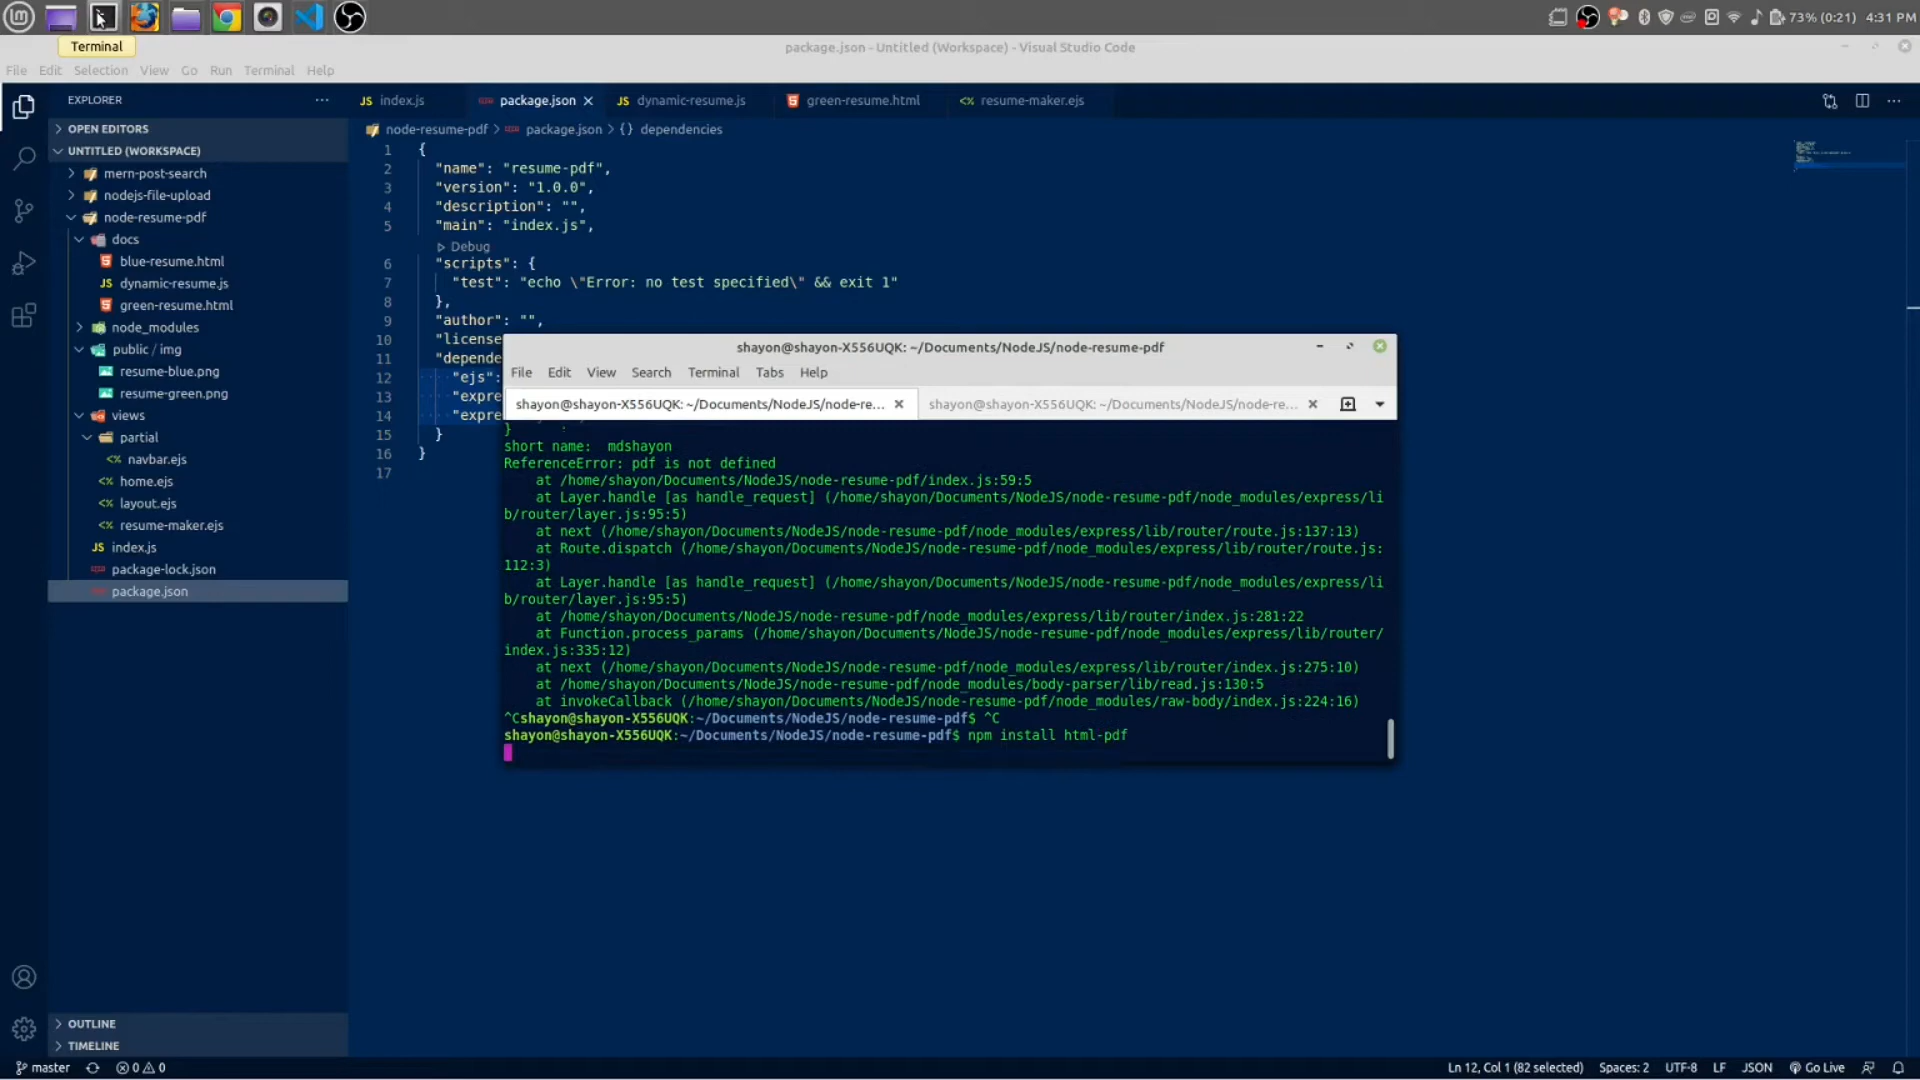 73% (0:21) 4:31 PM
Terminal
package.json - Untitled (Workspace) - Visual Studio Code
File Edit Selection View Go Run Terminal Help
EXPLORER
JS index.js package.json JS dynamic-resume.js green-resume.html <% resume-maker.ejs
OPEN EDITORS
node-resume-pdf > package.json > {} dependencies
UNTITLED (WORKSPACE)
mern-post-search
nodejs-file-upload
node-resume-pdf
docs
blue-resume.html
JS dynamic-resume.js
green-resume.html
node_modules
public / img
resume-blue.png
resume-green.png
views
partial
<% navbar.ejs
<% home.ejs
<% layout.ejs
<% resume-maker.ejs
JS index.js
package-lock.json
package.json
OUTLINE
TIMELINE
1 {
2 "name": "resume-pdf",
3 "version": "1.0.0",
4 "description": "",
5 "main": "index.js",
Debug
6 "scripts": {
7 "test": "echo \"Error: no test specified\" && exit 1"
8 },
9 "author": "",
10 "license
11 "depende
12 "ejs":
13 "expre
14 "expre
15 }
16 }
17
shayon@shayon-X556UQK: ~/Documents/NodeJS/node-resume-pdf
File Edit View Search Terminal Tabs Help
shayon@shayon-X556UQK: ~/Documents/NodeJS/node-re... shayon@shayon-X556UQK: ~/Documents/NodeJS/node-re...
}
short name:  mdshayon
ReferenceError: pdf is not defined
at /home/shayon/Documents/NodeJS/node-resume-pdf/index.js:59:5
at Layer.handle [as handle_request] (/home/shayon/Documents/NodeJS/node-resume-pdf/node_modules/express/li
b/router/layer.js:95:5)
at next (/home/shayon/Documents/NodeJS/node-resume-pdf/node_modules/express/lib/router/route.js:137:13)
at Route.dispatch (/home/shayon/Documents/NodeJS/node-resume-pdf/node_modules/express/lib/router/route.js:
112:3)
at Layer.handle [as handle_request] (/home/shayon/Documents/NodeJS/node-resume-pdf/node_modules/express/li
b/router/layer.js:95:5)
at /home/shayon/Documents/NodeJS/node-resume-pdf/node_modules/express/lib/router/index.js:281:22
at Function.process_params (/home/shayon/Documents/NodeJS/node-resume-pdf/node_modules/express/lib/router/
index.js:335:12)
at next (/home/shayon/Documents/NodeJS/node-resume-pdf/node_modules/express/lib/router/index.js:275:10)
at /home/shayon/Documents/NodeJS/node-resume-pdf/node_modules/body-parser/lib/read.js:130:5
at invokeCallback (/home/shayon/Documents/NodeJS/node-resume-pdf/node_modules/raw-body/index.js:224:16)
^Cshayon@shayon-X556UQK:~/Documents/NodeJS/node-resume-pdf$ ^C
shayon@shayon-X556UQK:~/Documents/NodeJS/node-resume-pdf$ npm install html-pdf
master 0 0 Ln 12, Col 1 (82 selected) Spaces: 2 UTF-8 LF JSON Go Live